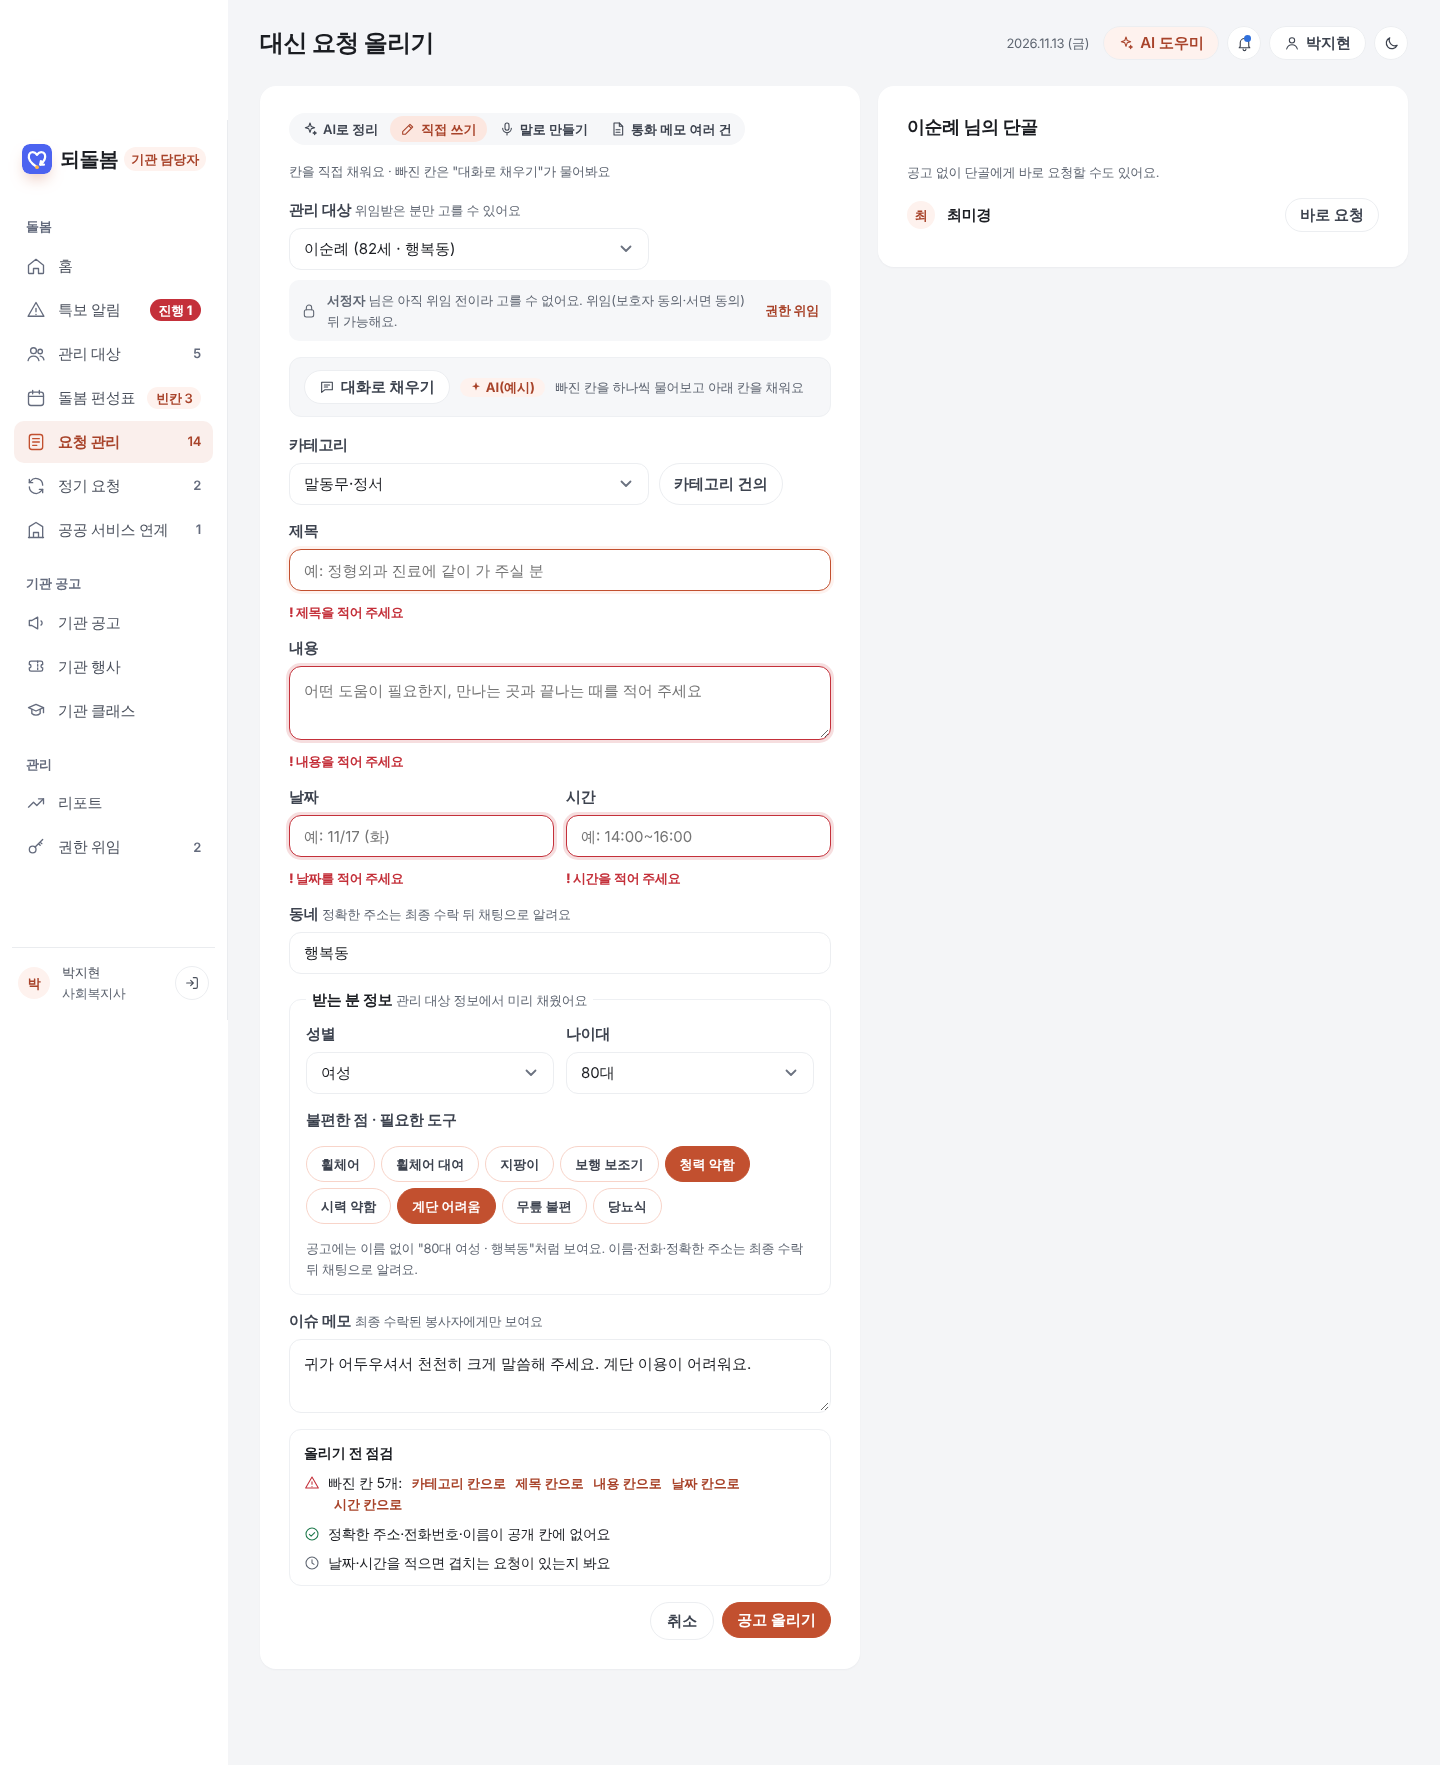 대신 요청 올리기
2026.11.13 (금)
AI 도우미
박지현
되돌봄 기관 담당자
돌봄
홈
특보 알림 진행 1
관리 대상 5
돌봄 편성표 빈칸 3
요청 관리 14
정기 요청 2
공공 서비스 연계 1
기관 공고
기관 공고
기관 행사
기관 클래스
관리
리포트
권한 위임 2
박 박지현
사회복지사
AI로 정리 직접 쓰기 말로 만들기 통화 메모 여러 건
칸을 직접 채워요 · 빠진 칸은 "대화로 채우기"가 물어봐요
관리 대상 위임받은 분만 고를 수 있어요
이순례 (82세 · 행복동)
서정자 님은 아직 위임 전이라 고를 수 없어요. 위임(보호자 동의·서면 동의)
뒤 가능해요.
권한 위임
대화로 채우기 AI(예시) 빠진 칸을 하나씩 물어보고 아래 칸을 채워요
카테고리
말동무·정서 카테고리 건의
제목
예: 정형외과 진료에 같이 가 주실 분
! 제목을 적어 주세요
내용
어떤 도움이 필요한지, 만나는 곳과 끝나는 때를 적어 주세요
! 내용을 적어 주세요
날짜 시간
예: 11/17 (화) 예: 14:00~16:00
! 날짜를 적어 주세요 ! 시간을 적어 주세요
동네 정확한 주소는 최종 수락 뒤 채팅으로 알려요
행복동
받는 분 정보 관리 대상 정보에서 미리 채웠어요
성별 나이대
여성 80대
불편한 점 · 필요한 도구
휠체어 휠체어 대여 지팡이 보행 보조기 청력 약함
시력 약함 계단 어려움 무릎 불편 당뇨식
공고에는 이름 없이 "80대 여성 · 행복동"처럼 보여요. 이름·전화·정확한 주소는 최종 수락
뒤 채팅으로 알려요.
이슈 메모 최종 수락된 봉사자에게만 보여요
귀가 어두우셔서 천천히 크게 말씀해 주세요. 계단 이용이 어려워요.
올리기 전 점검
빠진 칸 5개: 카테고리 칸으로 제목 칸으로 내용 칸으로 날짜 칸으로
시간 칸으로
정확한 주소·전화번호·이름이 공개 칸에 없어요
날짜·시간을 적으면 겹치는 요청이 있는지 봐요
취소 공고 올리기
이순례 님의 단골
공고 없이 단골에게 바로 요청할 수도 있어요.
최 최미경 바로 요청